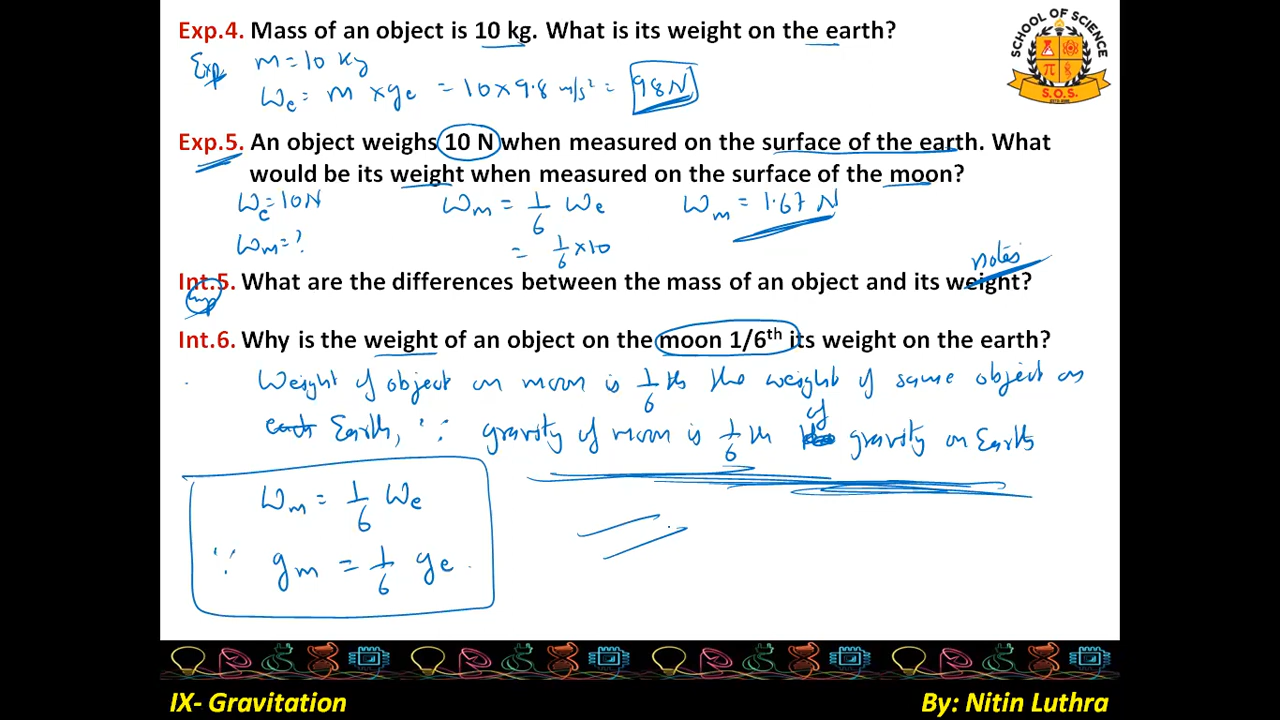 Exp.4. Mass of an object is 10 kg. What is its weight on the earth?
SCHOOL OF SCIENCE
S.O.S.
Exp m = 10 kg
We = m × ge = 10 × 9.8 m/s² = 98 N
Exp.5. An object weighs 10 N when measured on the surface of the earth. What
would be its weight when measured on the surface of the moon?
We = 10N Wm = 1/6 We Wm = 1.67 N
Wm = ? = 1/6 × 10
notes
Int.5. What are the differences between the mass of an object and its weight?
Imp
Int.6. Why is the weight of an object on the moon 1/6th its weight on the earth?
Weight of object on moon is 1/6 th the weight of same object on
Earth, ∵ gravity of moon is 1/6 th of gravity on Earth
Wm = 1/6 We
∵ gm = 1/6 ge
IX- Gravitation
By: Nitin Luthra